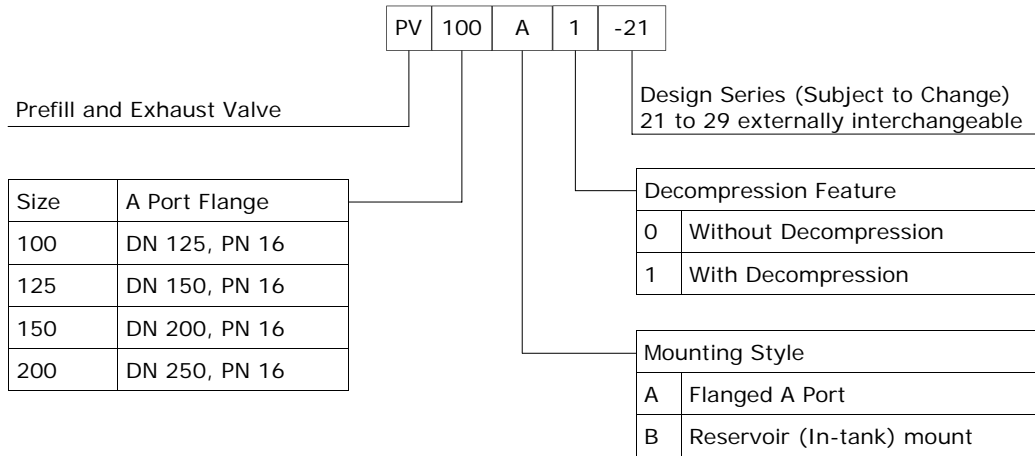 PV 100 A 1 -21
Prefill and Exhaust Valve
Design Series (Subject to Change)
21 to 29 externally interchangeable
Size A Port Flange
100 DN 125, PN 16
125 DN 150, PN 16
150 DN 200, PN 16
200 DN 250, PN 16
Decompression Feature
0 Without Decompression
1 With Decompression
Mounting Style
A Flanged A Port
B Reservoir (In-tank) mount